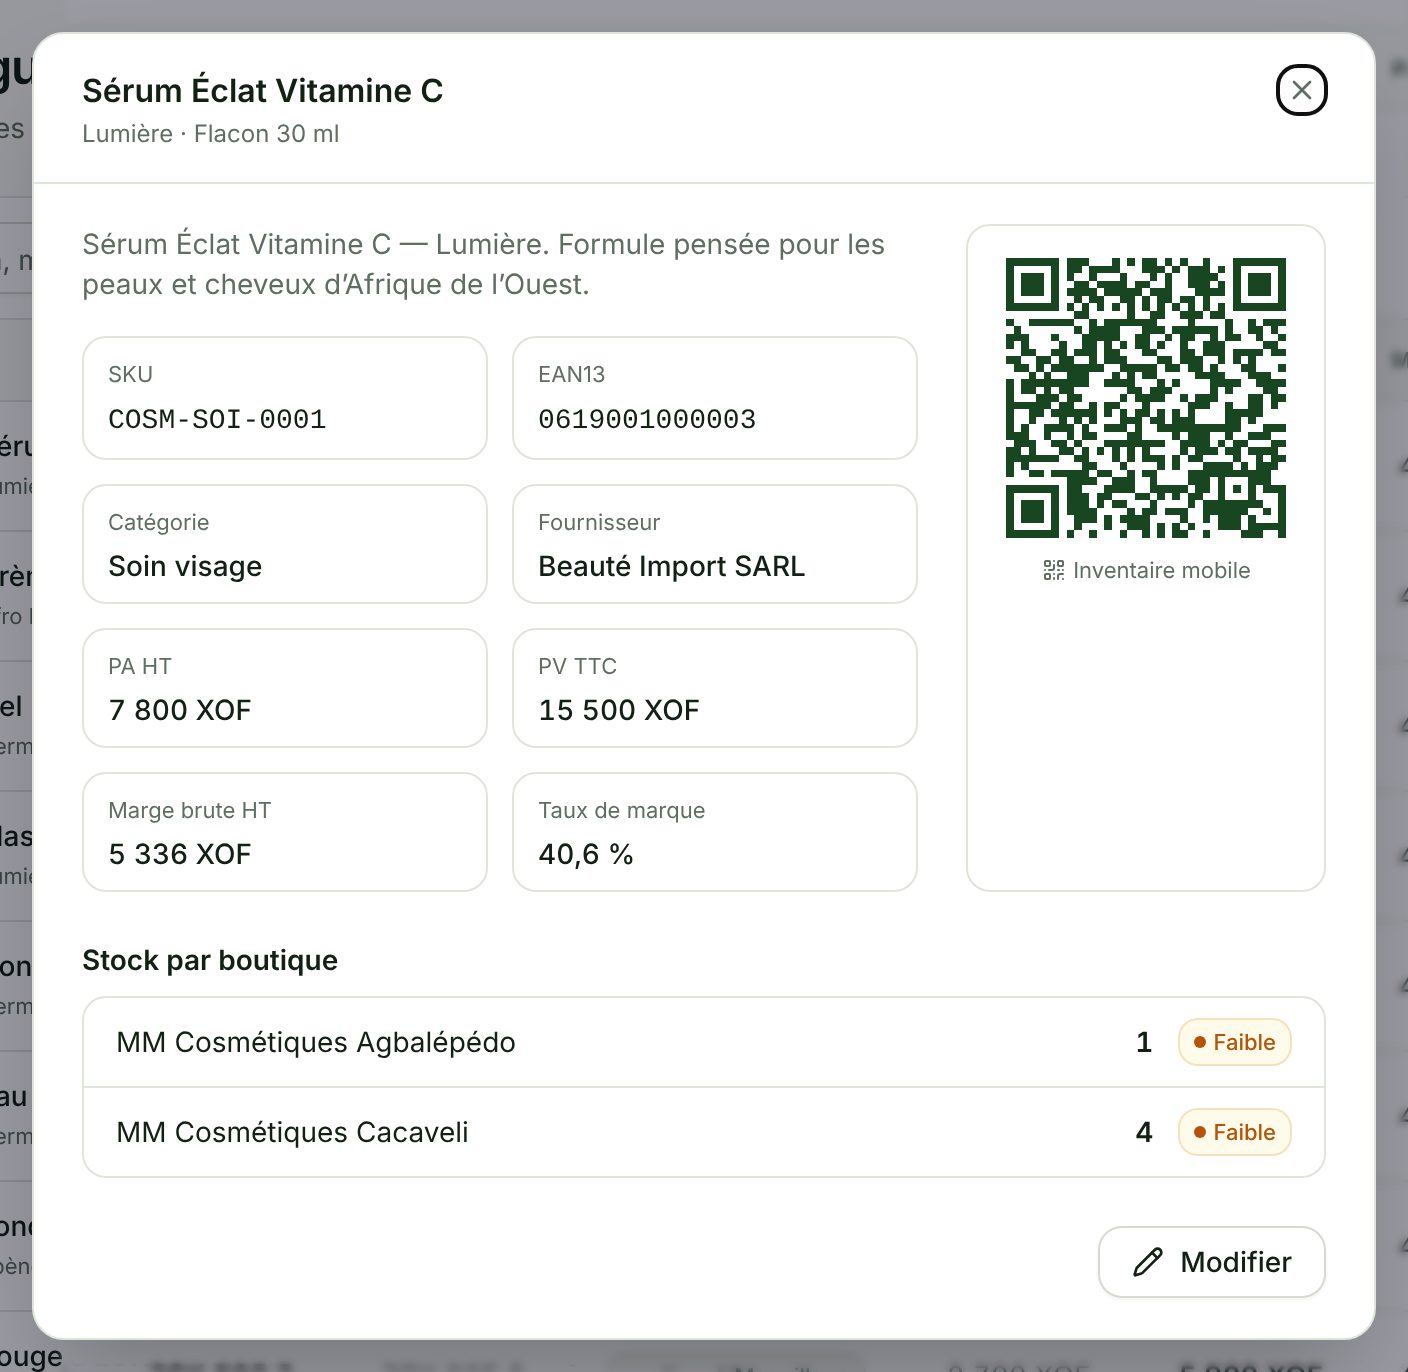 Sérum Éclat Vitamine C
Lumière · Flacon 30 ml
Sérum Éclat Vitamine C — Lumière. Formule pensée pour les
peaux et cheveux d’Afrique de l’Ouest.
SKU
COSM-SOI-0001
EAN13
0619001000003
Catégorie
Soin visage
Fournisseur
Beauté Import SARL
PA HT
7 800 XOF
PV TTC
15 500 XOF
Marge brute HT
5 336 XOF
Taux de marque
40,6 %
Inventaire mobile
Stock par boutique
MM Cosmétiques Agbalépédo
1
Faible
MM Cosmétiques Cacaveli
4
Faible
Modifier